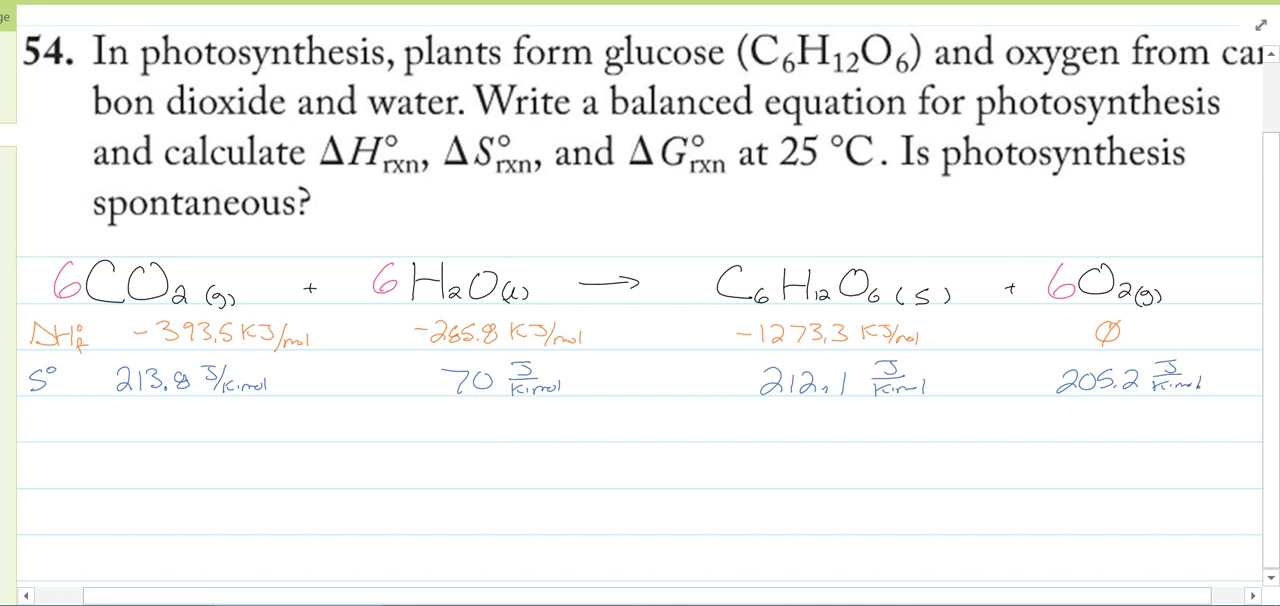 ge
54. In photosynthesis, plants form glucose (C₆H₁₂O₆) and oxygen from car
bon dioxide and water. Write a balanced equation for photosynthesis
and calculate ΔH°rxn, ΔS°rxn, and ΔG°rxn at 25 °C. Is photosynthesis
spontaneous?
6CO₂(g) + 6H₂O(l) → C₆H₁₂O₆(s) + 6O₂(g)
ΔH°f -393.5 KJ/mol -285.8 KJ/mol -1273.3 KJ/mol ∅
S° 213.8 J/K·mol 70 J/K·mol 212.1 J/K·mol 205.2 J/K·mol